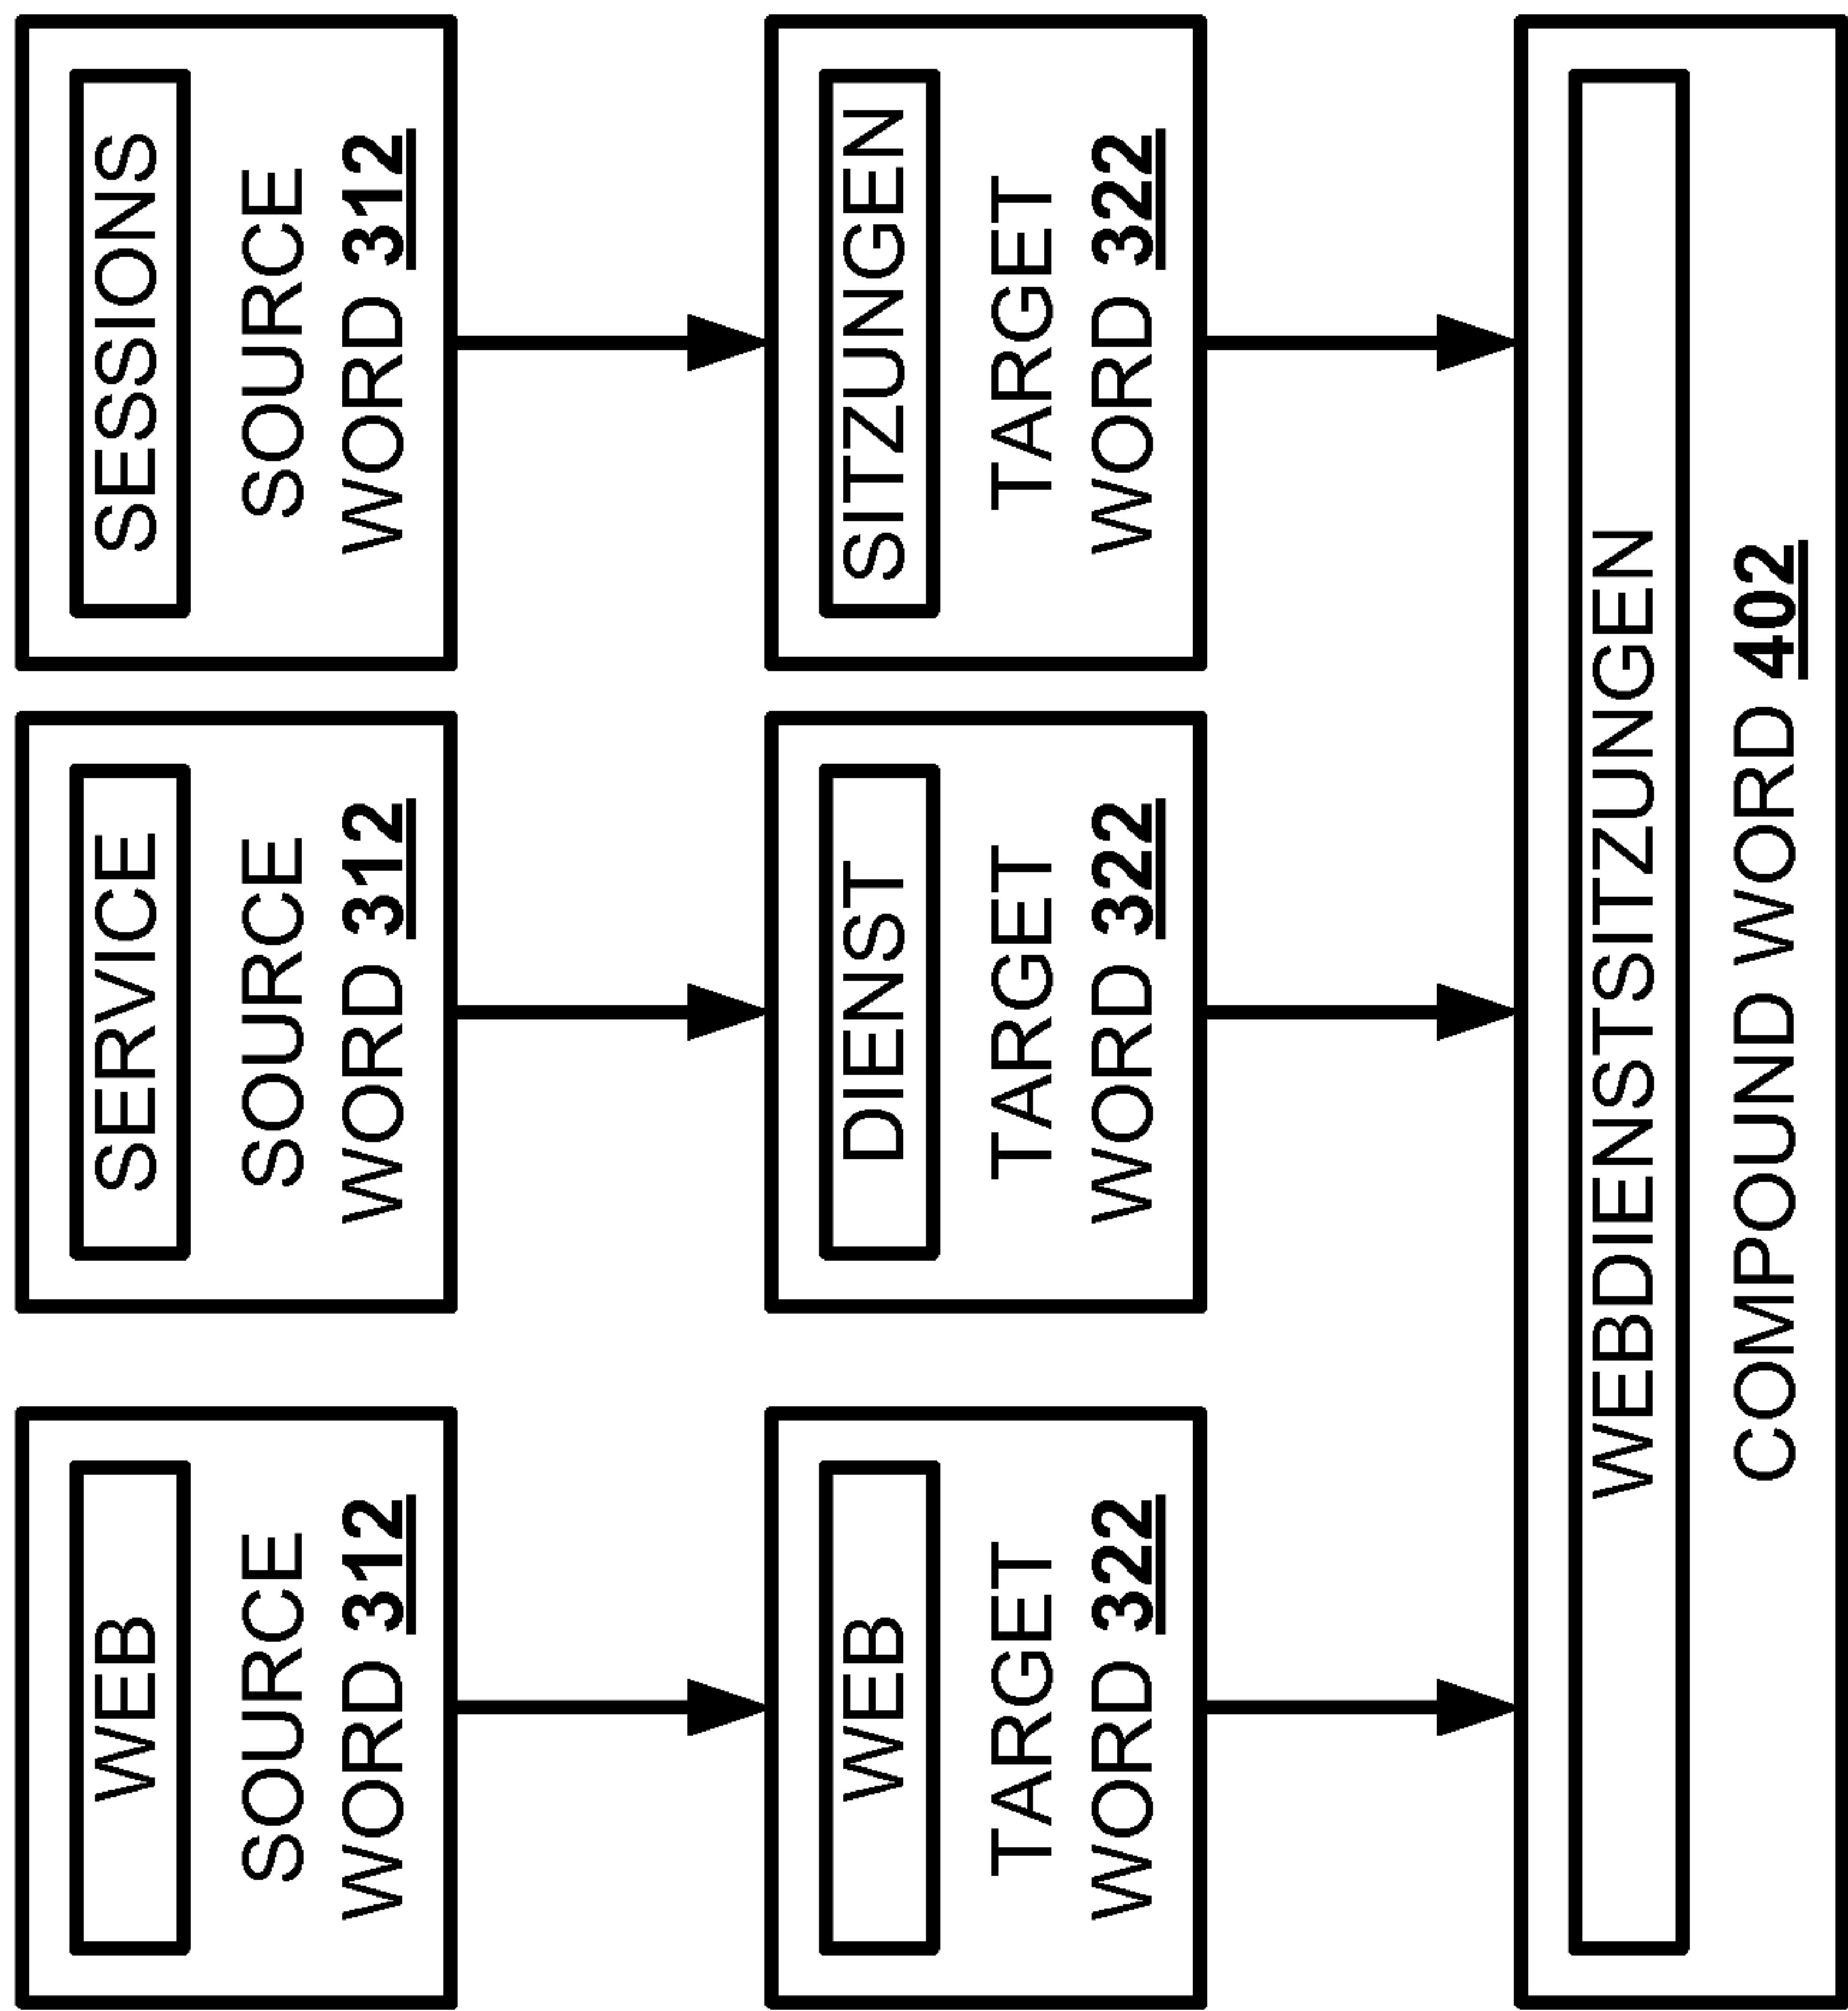 WEB
SOURCE
WORD 312
SERVICE
SOURCE
WORD 312
SESSIONS
SOURCE
WORD 312
WEB
TARGET
WORD 322
DIENST
TARGET
WORD 322
SITZUNGEN
TARGET
WORD 322
WEBDIENSTSITZUNGEN
COMPOUND WORD 402